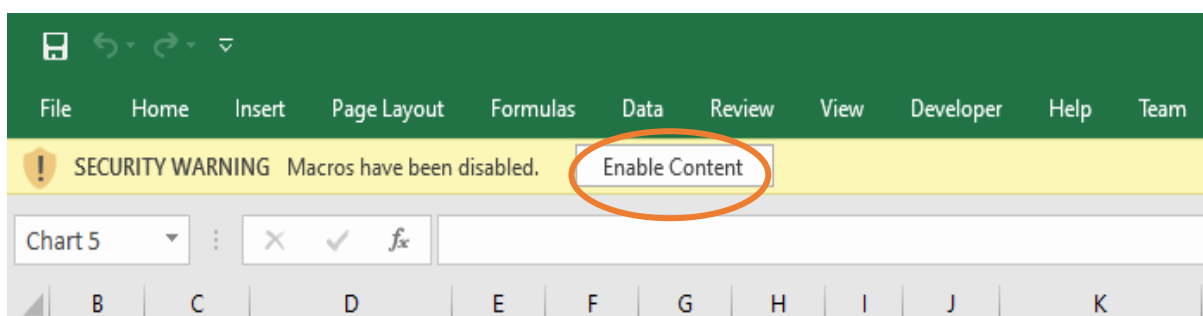 File Home Insert Page Layout Formulas Data Review View Developer Help Team
SECURITY WARNING Macros have been disabled. Enable Content
Chart 5 fx
B C D E F G H I J K